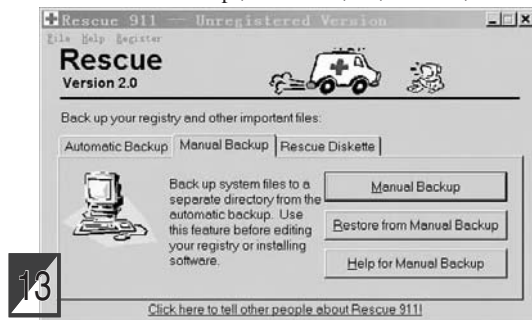 Rescue 911 — Unregistered Version
File Help Register
Rescue
Version 2.0
Back up your registry and other important files:
Automatic Backup Manual Backup Rescue Diskette
Back up system files to a
separate directory from the
automatic backup. Use
this feature before editing
your registry or installing
software.
Manual Backup
Restore from Manual Backup
Help for Manual Backup
13
Click here to tell other people about Rescue 911!